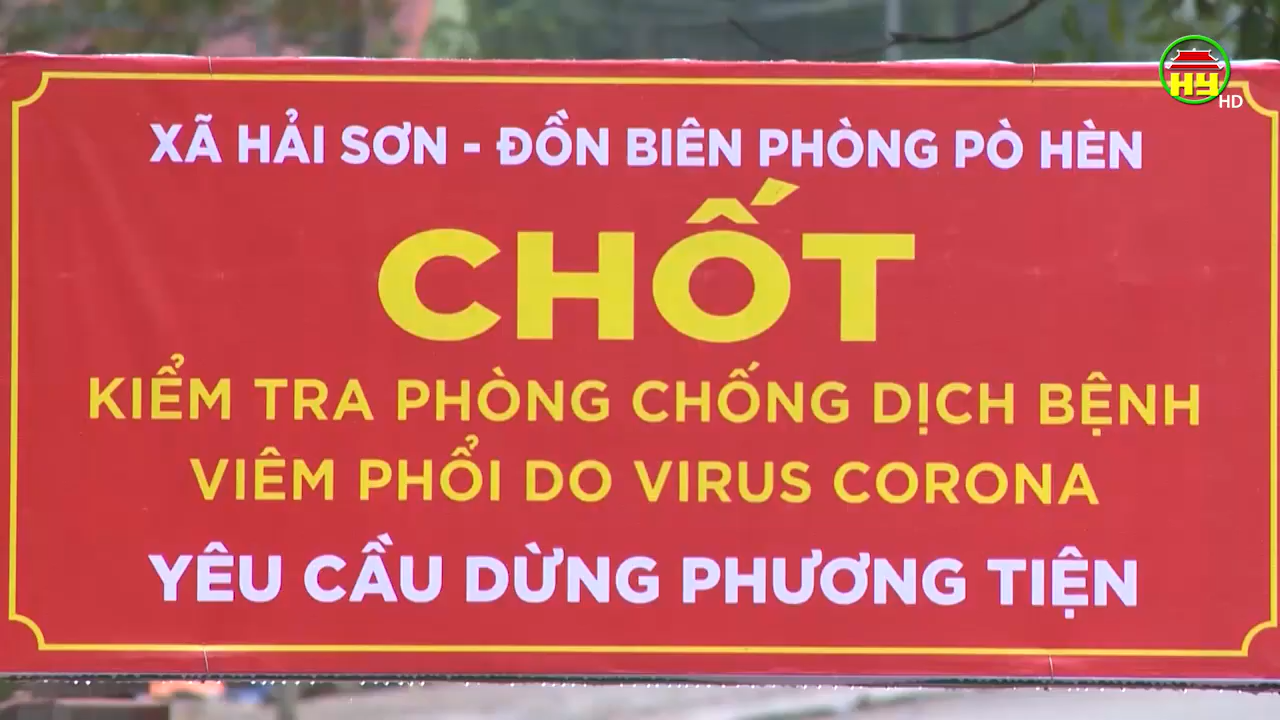 HY
HD
XÃ HẢI SƠN - ĐỒN BIÊN PHÒNG PÒ HÈN
CHỐT
KIỂM TRA PHÒNG CHỐNG DỊCH BỆNH
VIÊM PHỔI DO VIRUS CORONA
YÊU CẦU DỪNG PHƯƠNG TIỆN